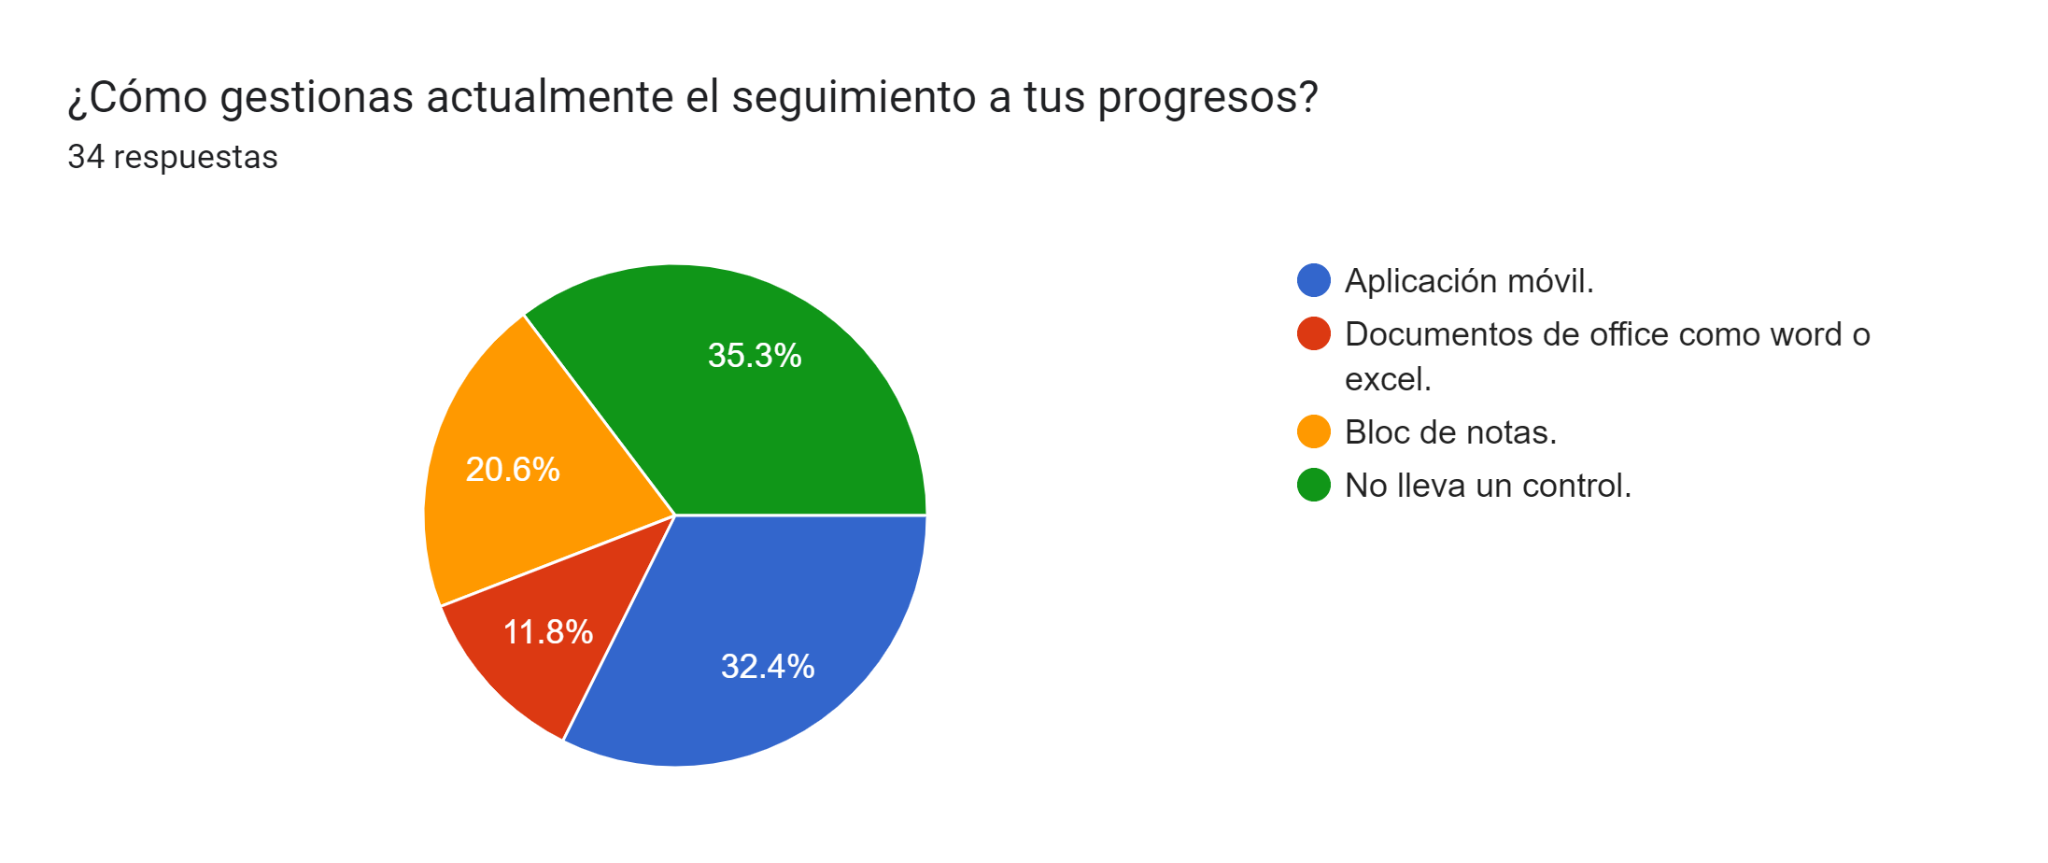 ¿Cómo gestionas actualmente el seguimiento a tus progresos?
34 respuestas
35.3%
20.6%
11.8%
32.4%
Aplicación móvil.
Documentos de office como word o
excel.
Bloc de notas.
No lleva un control.